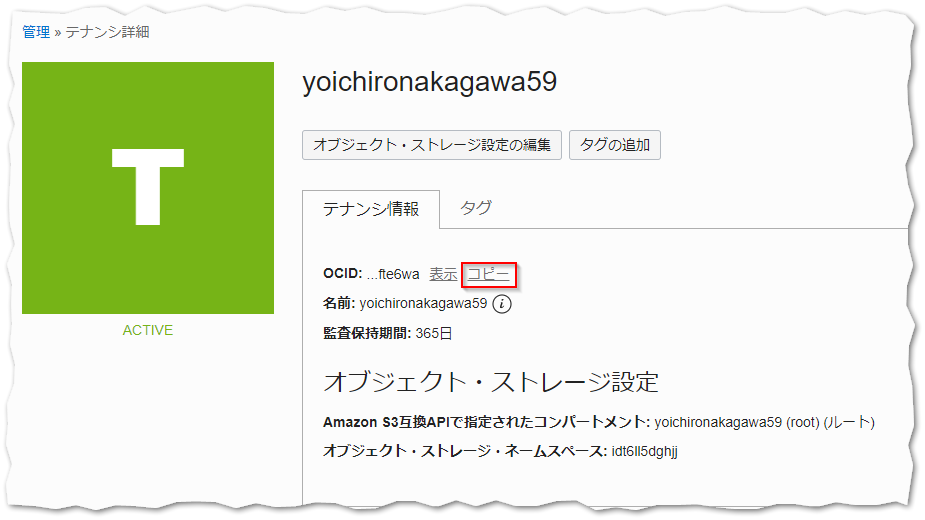 管理 » テナンシ詳細
T
ACTIVE
yoichironakagawa59
オブジェクト・ストレージ設定の編集 タグの追加
テナンシ情報 タグ
OCID: ...fte6wa 表示 コピー
名前: yoichironakagawa59 i
監査保持期間: 365日
オブジェクト・ストレージ設定
Amazon S3互換APIで指定されたコンパートメント: yoichironakagawa59 (root) (ルート)
オブジェクト・ストレージ・ネームスペース: idt6ll5dghjj